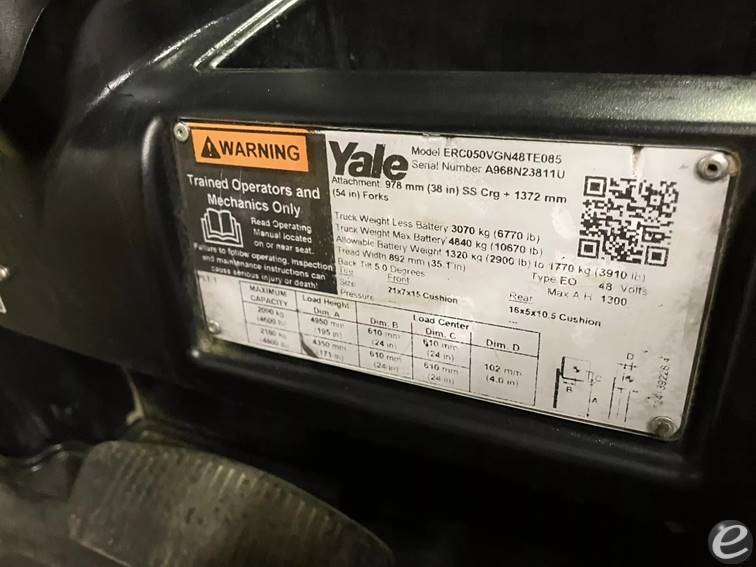 WARNING
Trained Operators and
Mechanics Only
Read Operating
Manual located
on or near seat.
Failure to follow operating, inspection
and maintenance instructions can
cause serious injury or death!
Yale
Model ERC050VGN48TE085
Serial Number A968N23811U
Attachment 978 mm (38 in) SS Crg + 1372 mm
(54 in) Forks
Truck Weight Less Battery 3070 kg (6770 lb)
Truck Weight Max Battery 4840 kg (10670 lb)
Allowable Battery Weight 1320 kg (2900 lb) to 1770 kg (3910 lb)
Tread Width 892 mm (35.1 in) Type EO 48 Volts
Back Tilt 5.0 Degrees Max A.H. 1300
Tire Front Rear
Size 21x7x15 Cushion 16x5x10.5 Cushion
Pressure
MAXIMUM CAPACITY Load Height Dim. A Load Center Dim. B Dim. C Dim. D
4950 mm 610 mm 610 mm
(195 in) (24 in) (24 in)
4350 mm 610 mm 610 mm 102 mm
(171 in) (24 in) (24 in) (4.0 in)
D
C
B A
e